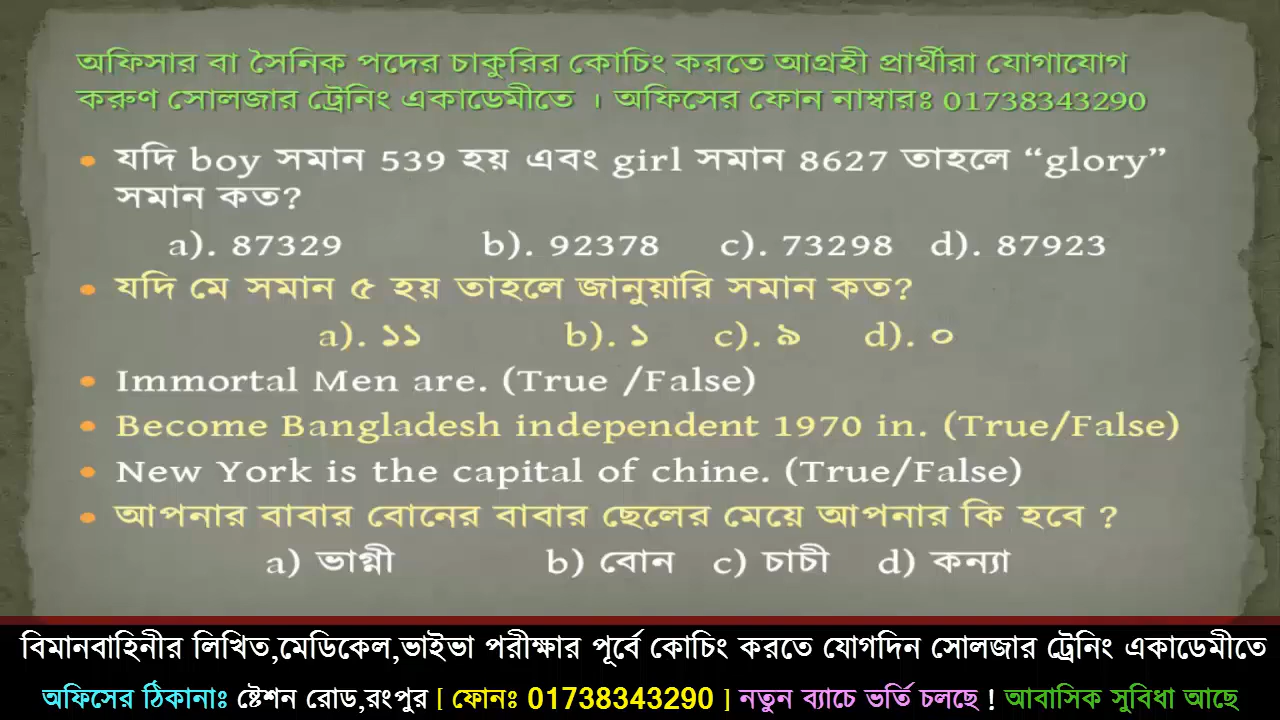 অফিসার বা সৈনিক পদের চাকুরির কোচিং করতে আগ্রহী প্রার্থীরা যোগাযোগ
করুণ সোলজার ট্রেনিং একাডেমীতে । অফিসের ফোন নাম্বারঃ 01738343290
• যদি boy সমান 539 হয় এবং girl সমান 8627 তাহলে “glory”
সমান কত?
a). 87329 b). 92378 c). 73298 d). 87923
• যদি মে সমান ৫ হয় তাহলে জানুয়ারি সমান কত?
a). ১১ b). ১ c). ৯ d). ০
• Immortal Men are. (True /False)
• Become Bangladesh independent 1970 in. (True/False)
• New York is the capital of chine. (True/False)
• আপনার বাবার বোনের বাবার ছেলের মেয়ে আপনার কি হবে ?
a) ভাগ্নী b) বোন c) চাচী d) কন্যা
বিমানবাহিনীর লিখিত,মেডিকেল,ভাইভা পরীক্ষার পূর্বে কোচিং করতে যোগদিন সোলজার ট্রেনিং একাডেমীতে
অফিসের ঠিকানাঃ ষ্টেশন রোড,রংপুর [ ফোনঃ 01738343290 ] নতুন ব্যাচে ভর্তি চলছে ! আবাসিক সুবিধা আছে